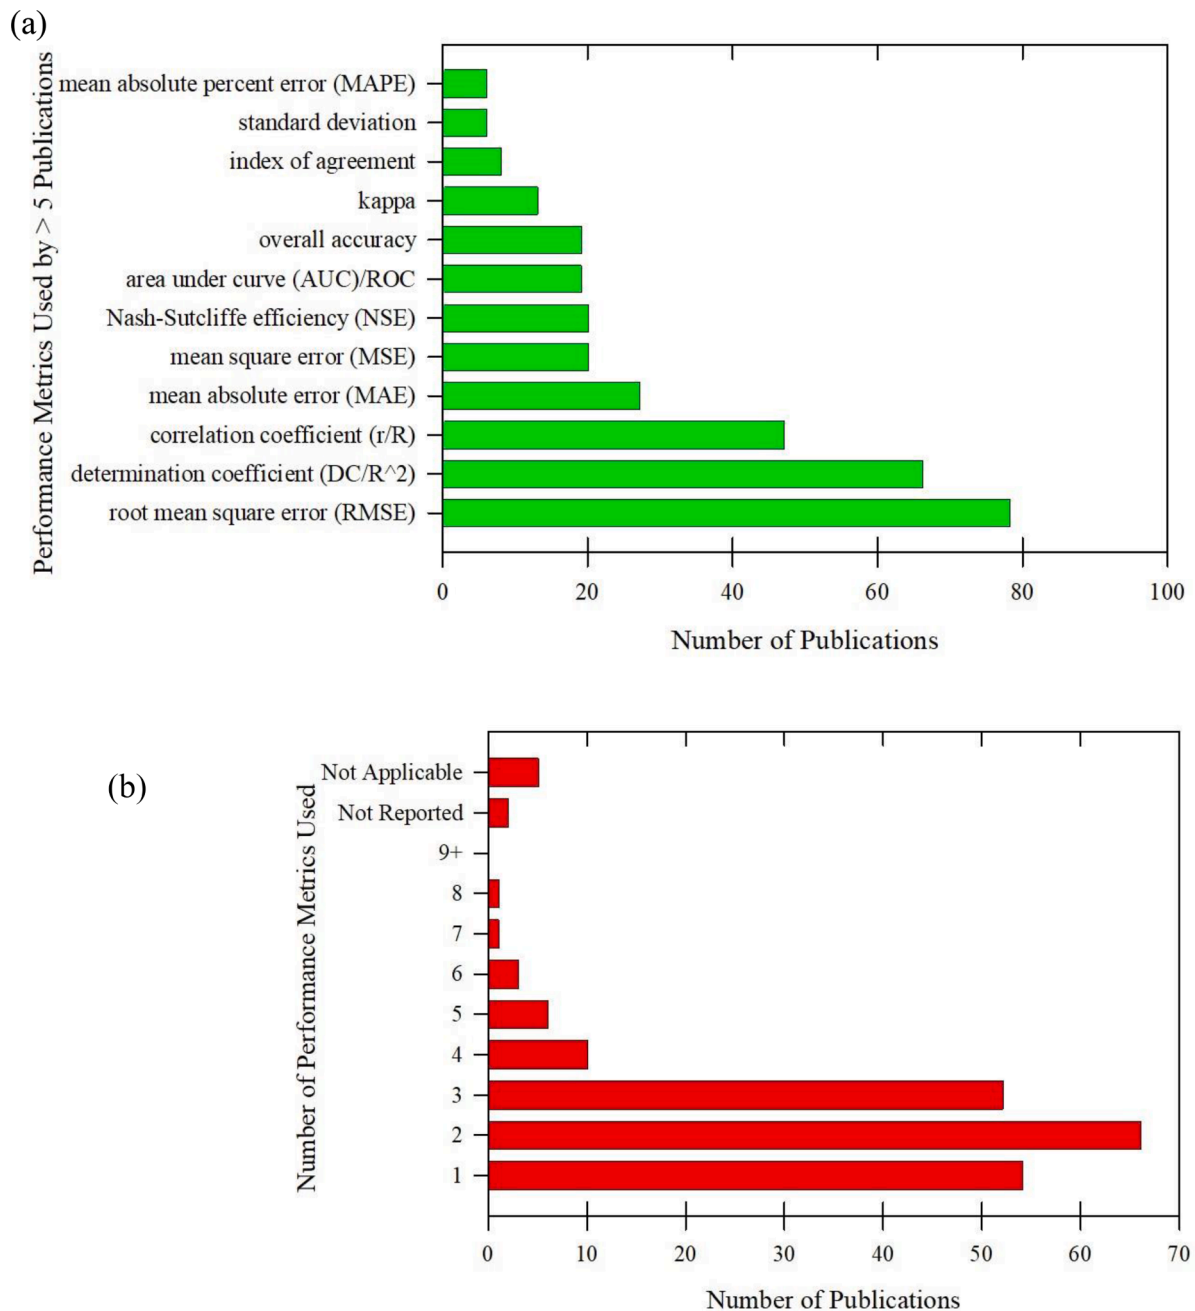 (a)
Performance Metrics Used by > 5 Publications
mean absolute percent error (MAPE)
standard deviation
index of agreement
kappa
overall accuracy
area under curve (AUC)/ROC
Nash-Sutcliffe efficiency (NSE)
mean square error (MSE)
mean absolute error (MAE)
correlation coefficient (r/R)
determination coefficient (DC/R^2)
root mean square error (RMSE)
0 20 40 60 80 100
Number of Publications
(b)
Number of Performance Metrics Used
Not Applicable
Not Reported
9+
8
7
6
5
4
3
2
1
0 10 20 30 40 50 60 70
Number of Publications